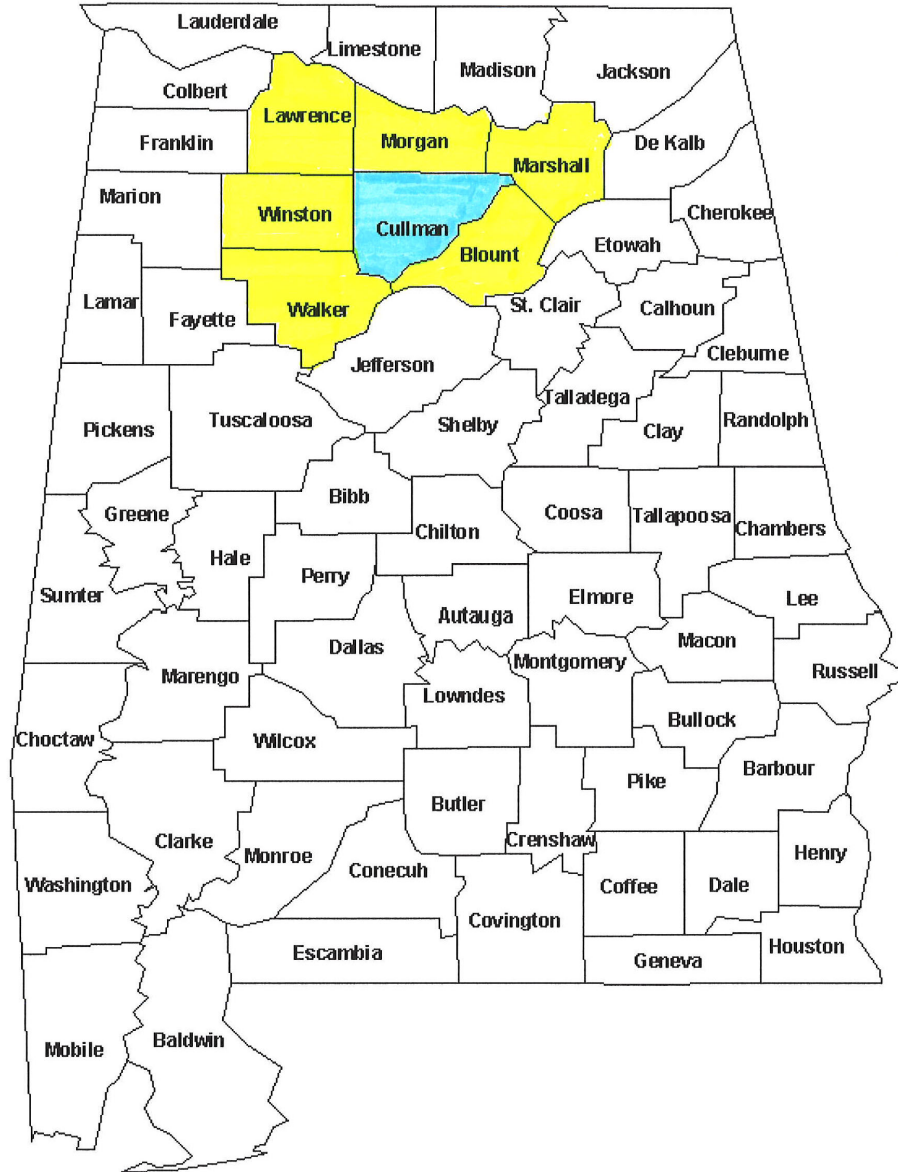 Lauderdale
Limestone
Madison
Jackson
Colbert
Lawrence
Franklin
Morgan
De Kalb
Marshall
Marion
Winston
Cullman
Cherokee
Blount
Etowah
Lamar
Fayette
Walker
St. Clair
Calhoun
Jefferson
Cleburne
Talladega
Tuscaloosa
Pickens
Shelby
Clay
Randolph
Bibb
Greene
Coosa
Tallapoosa
Chambers
Chilton
Hale
Perry
Sumter
Elmore
Lee
Autauga
Dallas
Macon
Montgomery
Marengo
Russell
Lowndes
Bullock
Choctaw
Wilcox
Barbour
Pike
Butler
Clarke
Crenshaw
Monroe
Henry
Conecuh
Washington
Coffee
Dale
Covington
Escambia
Houston
Geneva
Baldwin
Mobile